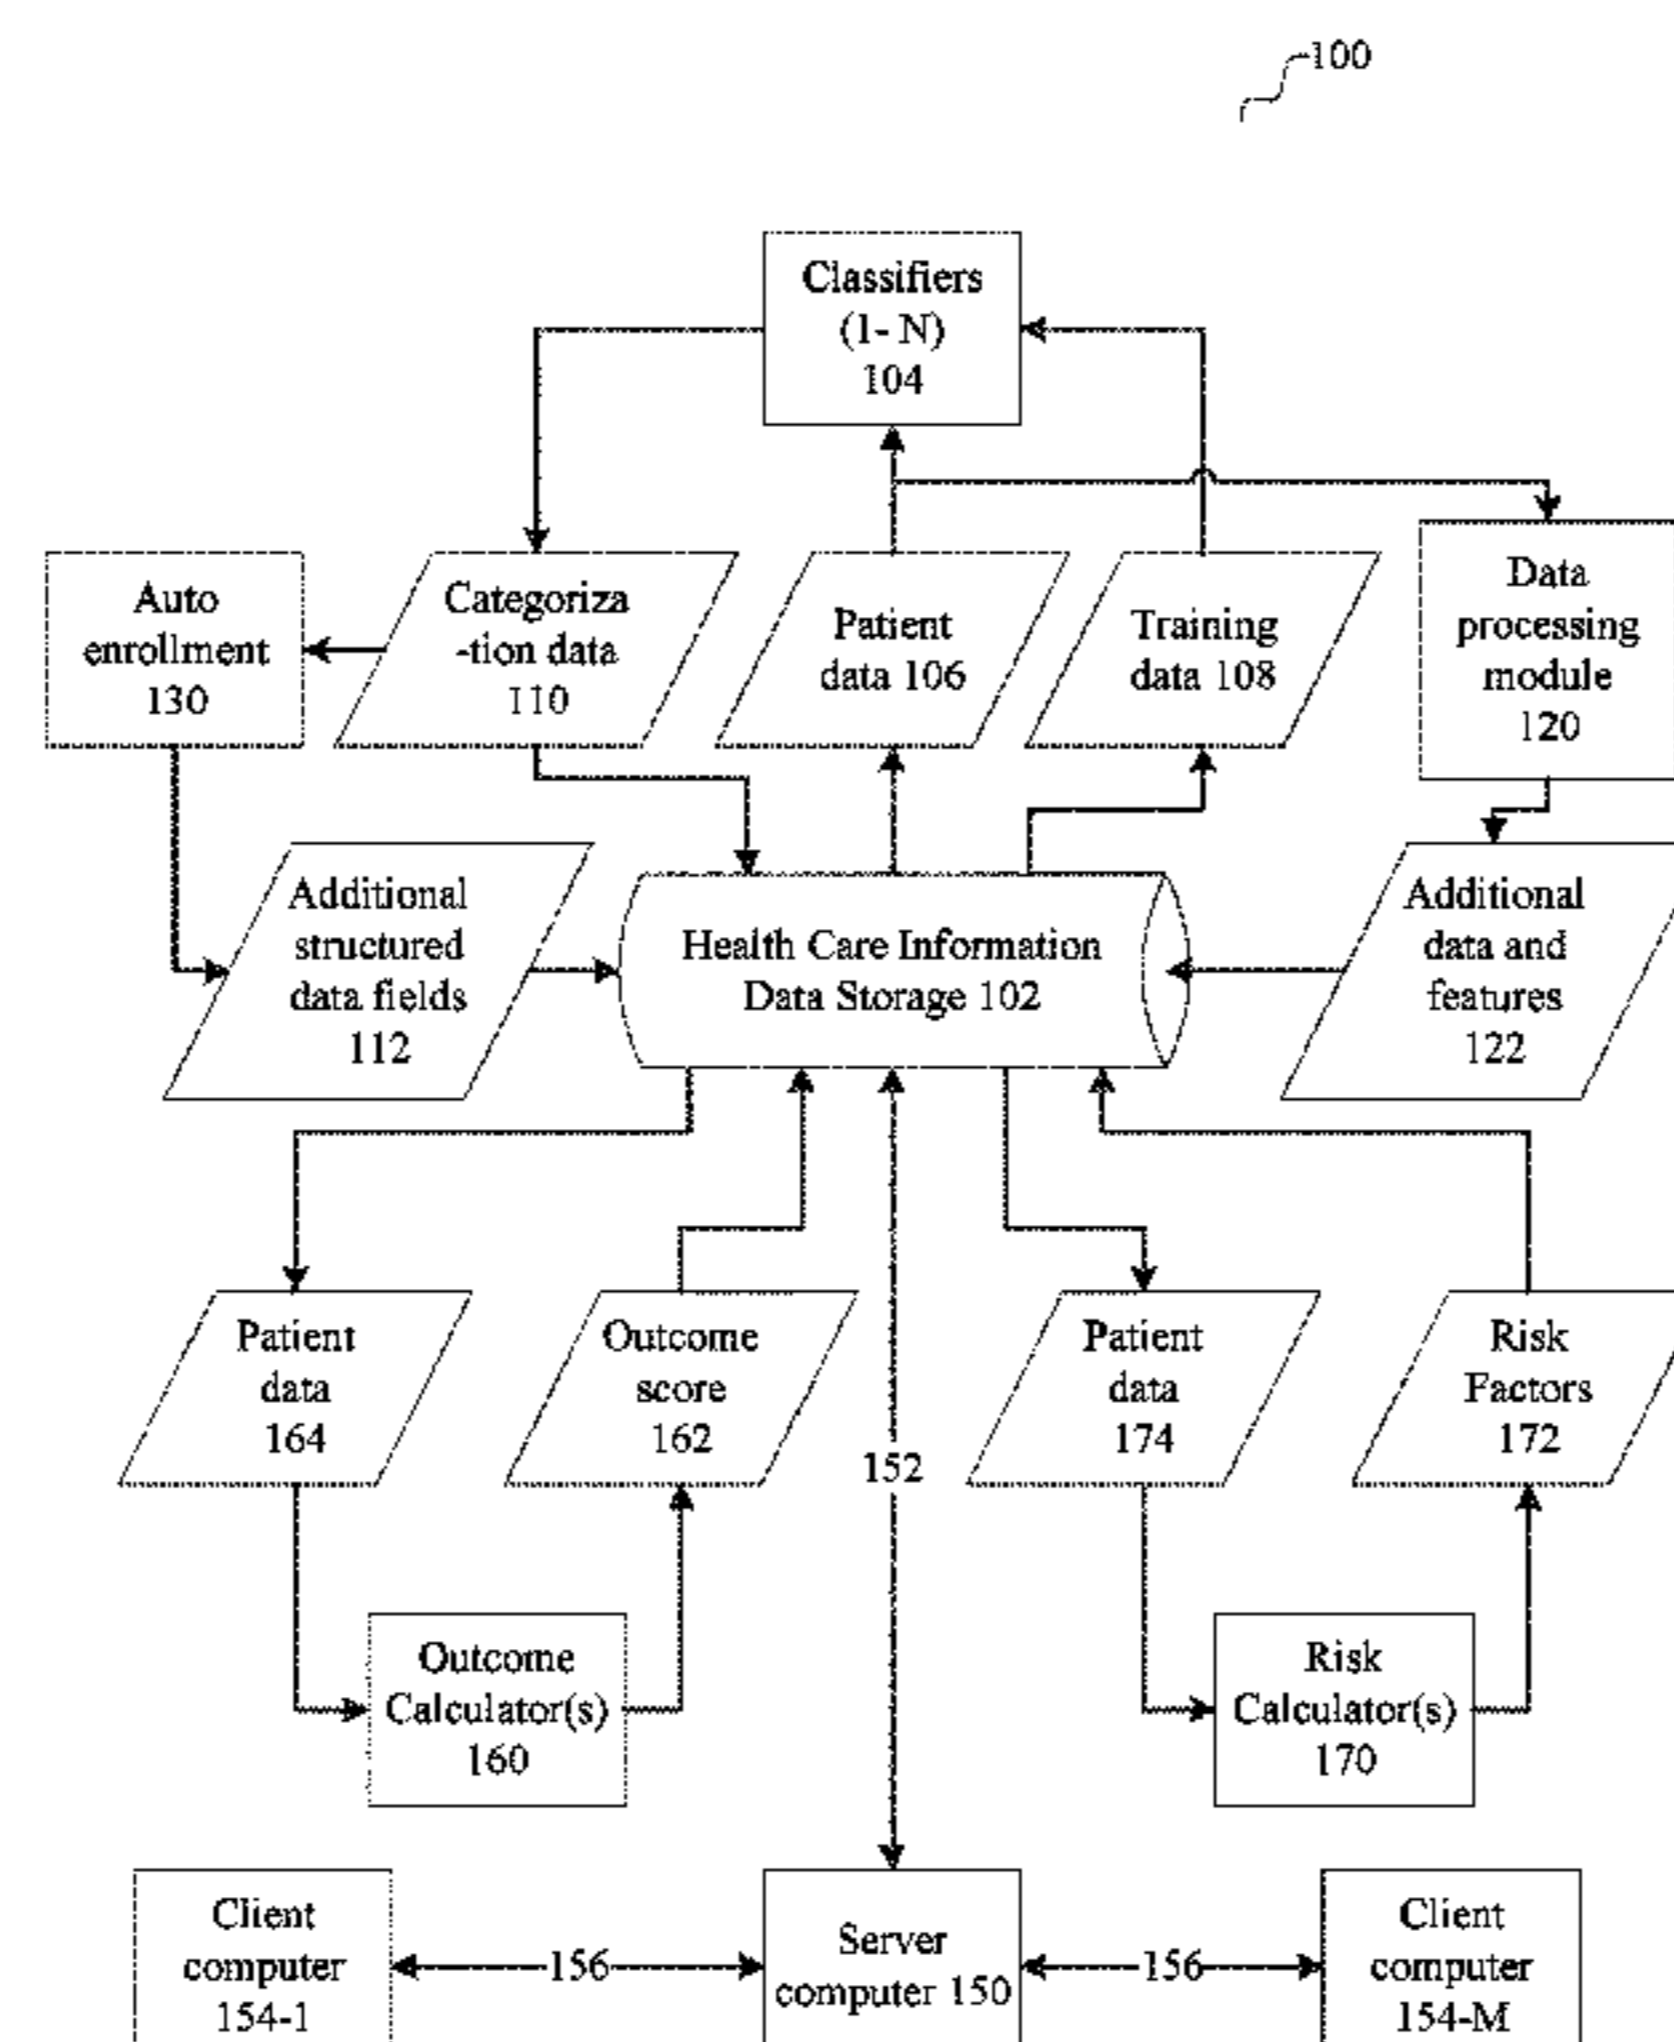 100
Classifiers
(1- N)
104
Auto
enrollment
130
Categoriza
-tion data
110
Patient
data 106
Training
data 108
Data
processing
module
120
Additional
structured
data fields
112
Health Care Information
Data Storage 102
Additional
data and
features
122
Patient
data
164
Outcome
score
162
152
Patient
data
174
Risk
Factors
172
Outcome
Calculator(s)
160
Risk
Calculator(s)
170
Client
computer
154-1
156
Server
computer 150
156
Client
computer
154-M